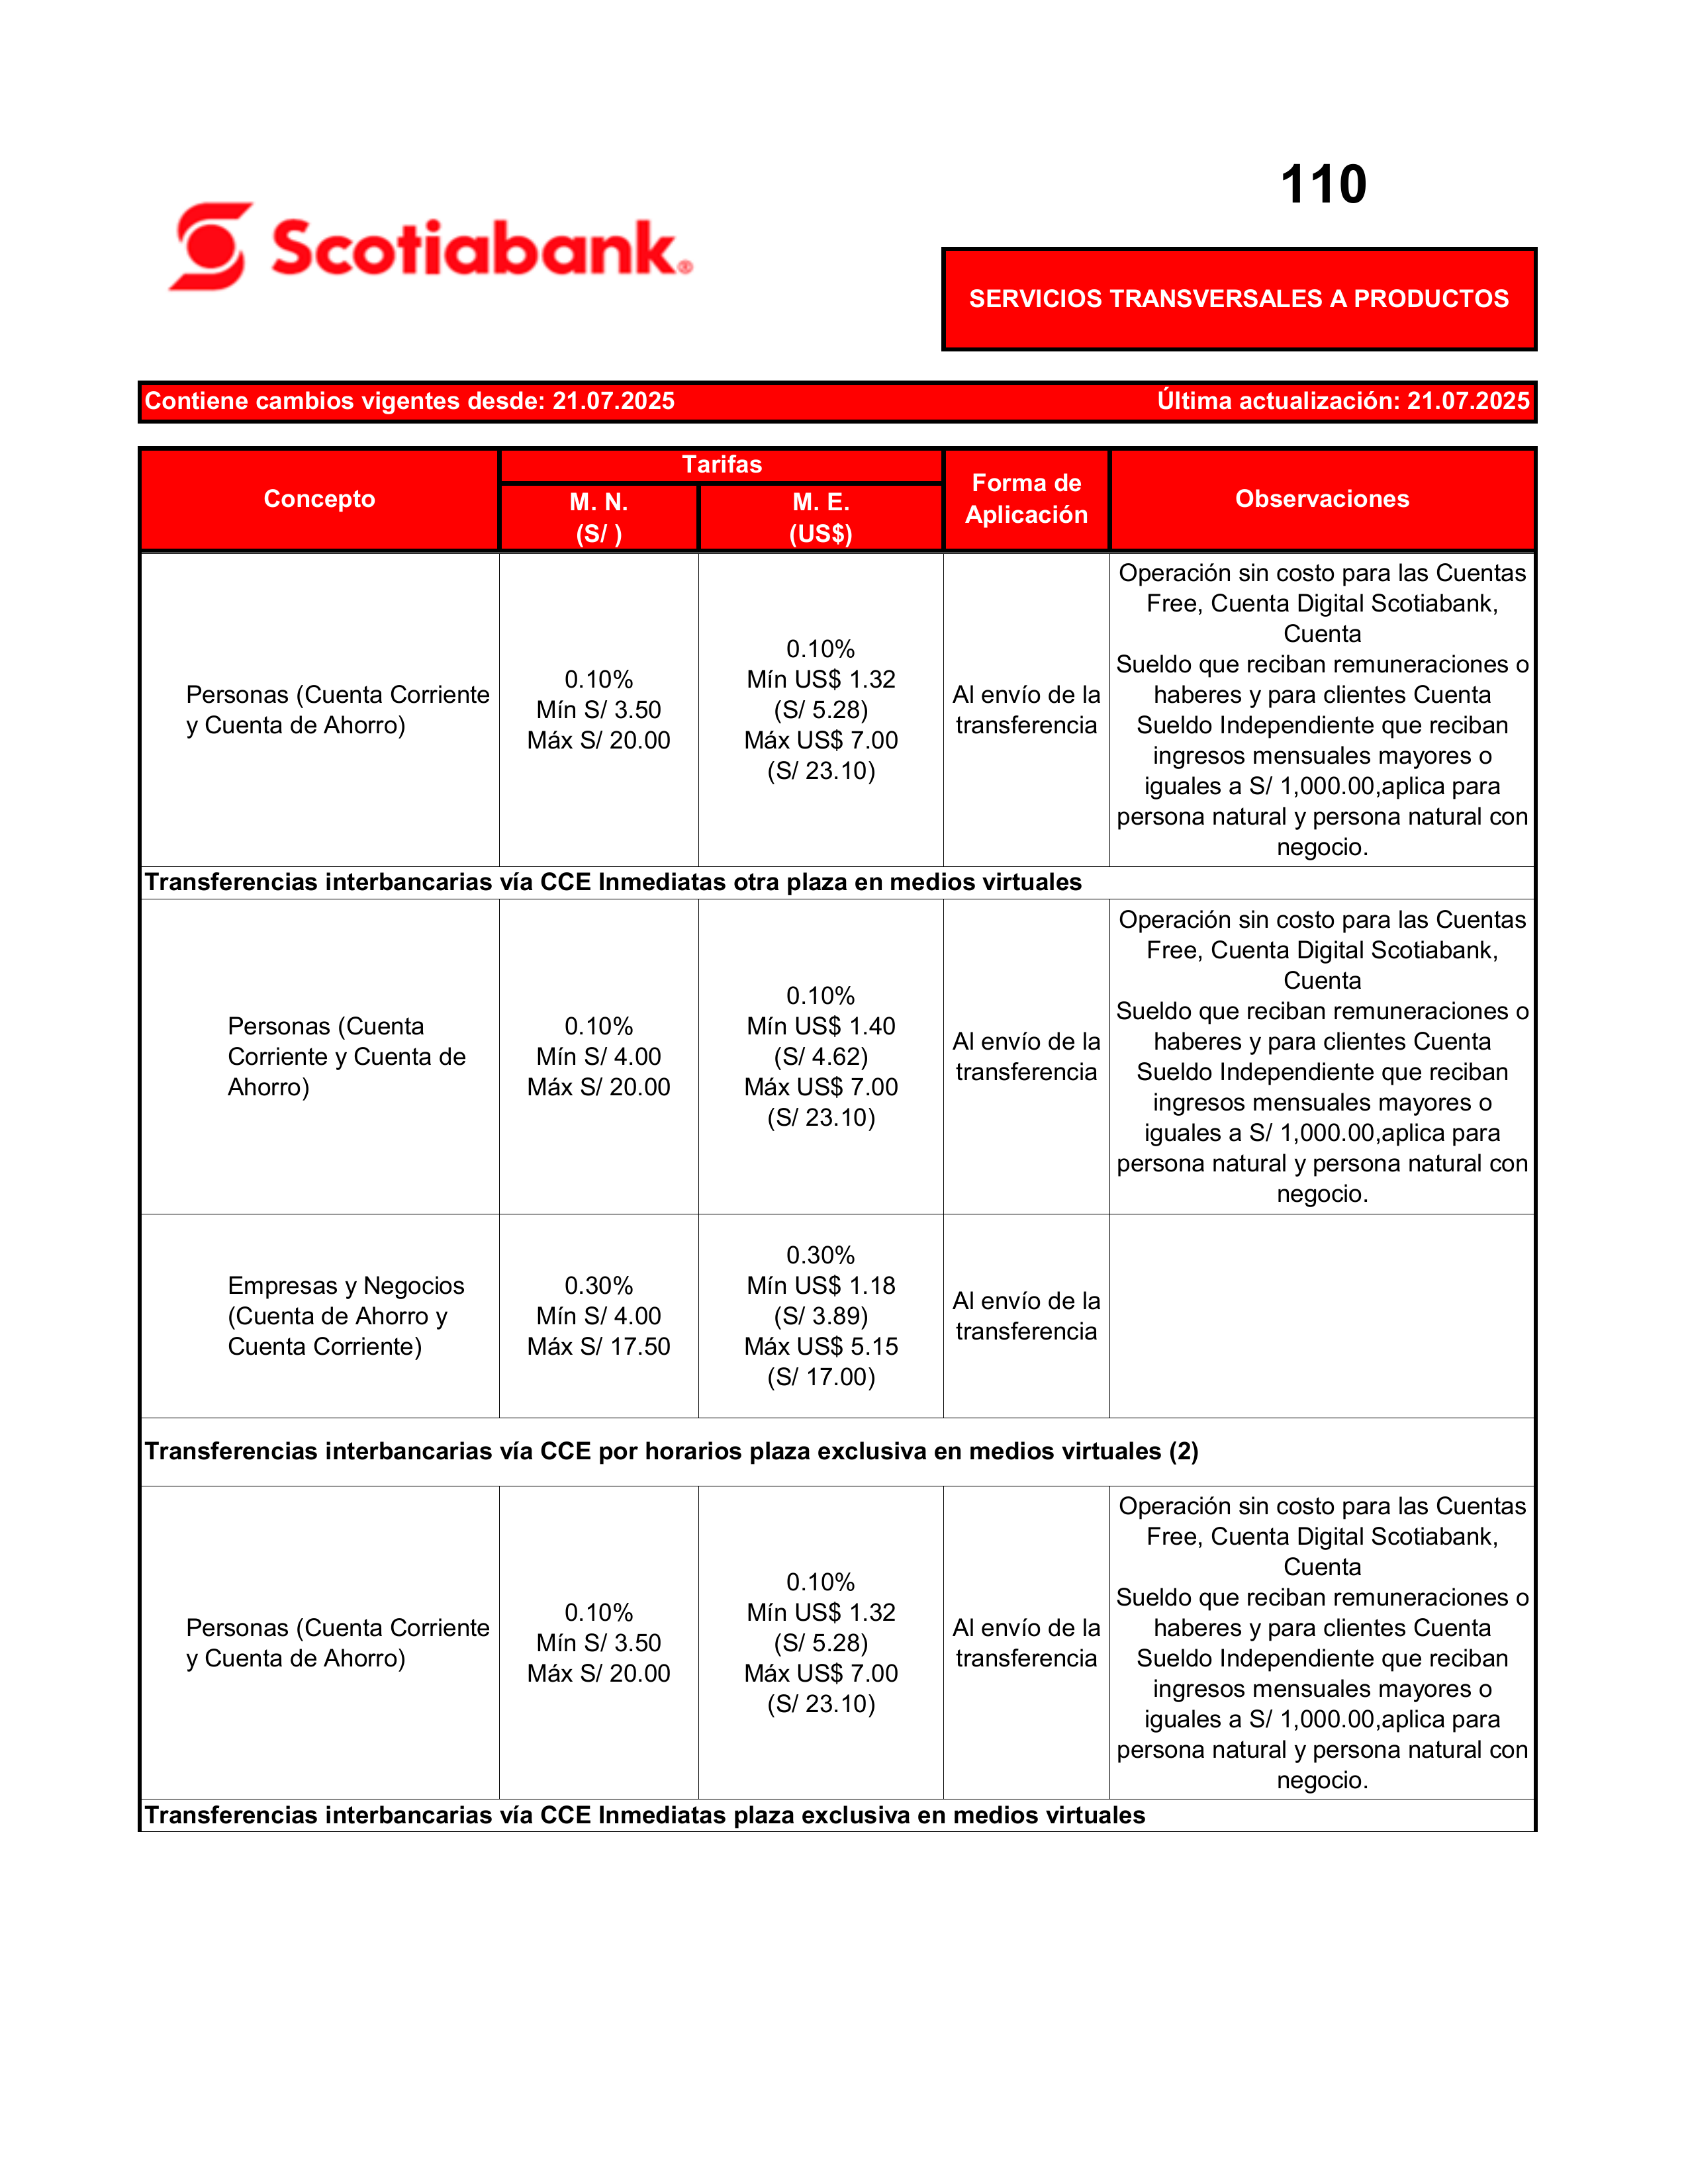 110
Scotiabank®
SERVICIOS TRANSVERSALES A PRODUCTOS
Contiene cambios vigentes desde: 21.07.2025 Última actualización: 21.07.2025
Concepto
Tarifas
M. N.
(S/ )
M. E.
(US$)
Forma de
Aplicación
Observaciones
Personas (Cuenta Corriente
y Cuenta de Ahorro)
0.10%
Mín S/ 3.50
Máx S/ 20.00
0.10%
Mín US$ 1.32
(S/ 5.28)
Máx US$ 7.00
(S/ 23.10)
Al envío de la
transferencia
Operación sin costo para las Cuentas
Free, Cuenta Digital Scotiabank,
Cuenta
Sueldo que reciban remuneraciones o
haberes y para clientes Cuenta
Sueldo Independiente que reciban
ingresos mensuales mayores o
iguales a S/ 1,000.00,aplica para
persona natural y persona natural con
negocio.
Transferencias interbancarias vía CCE Inmediatas otra plaza en medios virtuales
Personas (Cuenta
Corriente y Cuenta de
Ahorro)
0.10%
Mín S/ 4.00
Máx S/ 20.00
0.10%
Mín US$ 1.40
(S/ 4.62)
Máx US$ 7.00
(S/ 23.10)
Al envío de la
transferencia
Operación sin costo para las Cuentas
Free, Cuenta Digital Scotiabank,
Cuenta
Sueldo que reciban remuneraciones o
haberes y para clientes Cuenta
Sueldo Independiente que reciban
ingresos mensuales mayores o
iguales a S/ 1,000.00,aplica para
persona natural y persona natural con
negocio.
Empresas y Negocios
(Cuenta de Ahorro y
Cuenta Corriente)
0.30%
Mín S/ 4.00
Máx S/ 17.50
0.30%
Mín US$ 1.18
(S/ 3.89)
Máx US$ 5.15
(S/ 17.00)
Al envío de la
transferencia
Transferencias interbancarias vía CCE por horarios plaza exclusiva en medios virtuales (2)
Personas (Cuenta Corriente
y Cuenta de Ahorro)
0.10%
Mín S/ 3.50
Máx S/ 20.00
0.10%
Mín US$ 1.32
(S/ 5.28)
Máx US$ 7.00
(S/ 23.10)
Al envío de la
transferencia
Operación sin costo para las Cuentas
Free, Cuenta Digital Scotiabank,
Cuenta
Sueldo que reciban remuneraciones o
haberes y para clientes Cuenta
Sueldo Independiente que reciban
ingresos mensuales mayores o
iguales a S/ 1,000.00,aplica para
persona natural y persona natural con
negocio.
Transferencias interbancarias vía CCE Inmediatas plaza exclusiva en medios virtuales